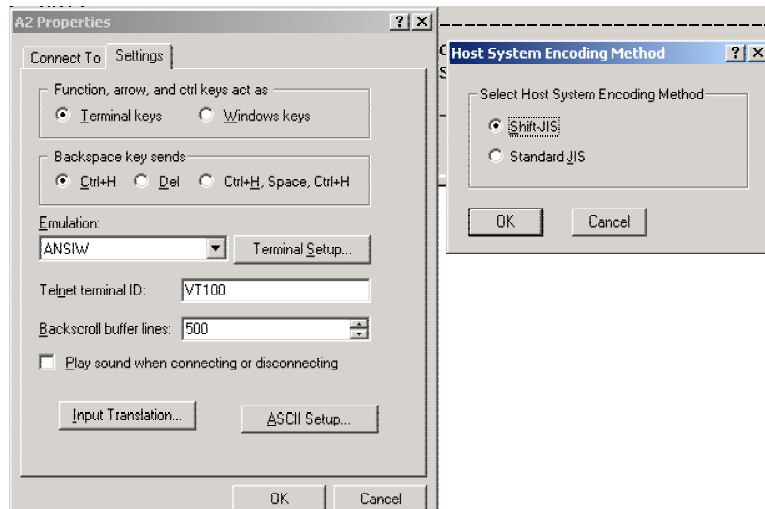 A2 Properties
Connect To Settings
Function, arrow, and ctrl keys act as
Terminal keys Windows keys
Backspace key sends
Ctrl+H Del Ctrl+H, Space, Ctrl+H
Emulation:
ANSIW Terminal Setup...
Telnet terminal ID: VT100
Backscroll buffer lines: 500
Play sound when connecting or disconnecting
Input Translation... ASCII Setup...
OK Cancel
Host System Encoding Method
Select Host System Encoding Method
Shift-JIS
Standard JIS
OK Cancel